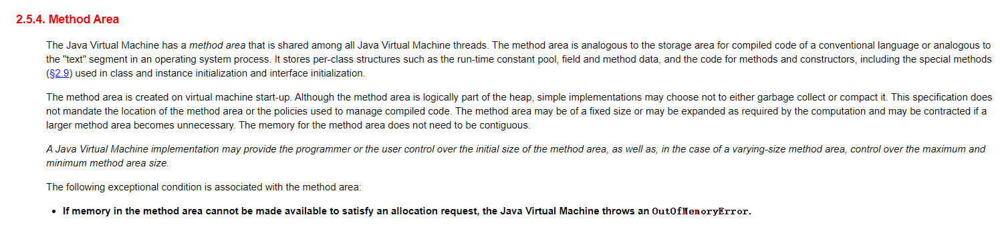 2.5.4. Method Area
The Java Virtual Machine has a method area that is shared among all Java Virtual Machine threads. The method area is analogous to the storage area for compiled code of a conventional language or analogous to
the "text" segment in an operating system process. It stores per-class structures such as the run-time constant pool, field and method data, and the code for methods and constructors, including the special methods
(§2.9) used in class and instance initialization and interface initialization.
The method area is created on virtual machine start-up. Although the method area is logically part of the heap, simple implementations may choose not to either garbage collect or compact it. This specification does
not mandate the location of the method area or the policies used to manage compiled code. The method area may be of a fixed size or may be expanded as required by the computation and may be contracted if a
larger method area becomes unnecessary. The memory for the method area does not need to be contiguous.
A Java Virtual Machine implementation may provide the programmer or the user control over the initial size of the method area, as well as, in the case of a varying-size method area, control over the maximum and
minimum method area size.
The following exceptional condition is associated with the method area:
• If memory in the method area cannot be made available to satisfy an allocation request, the Java Virtual Machine throws an OutOfMemoryError.